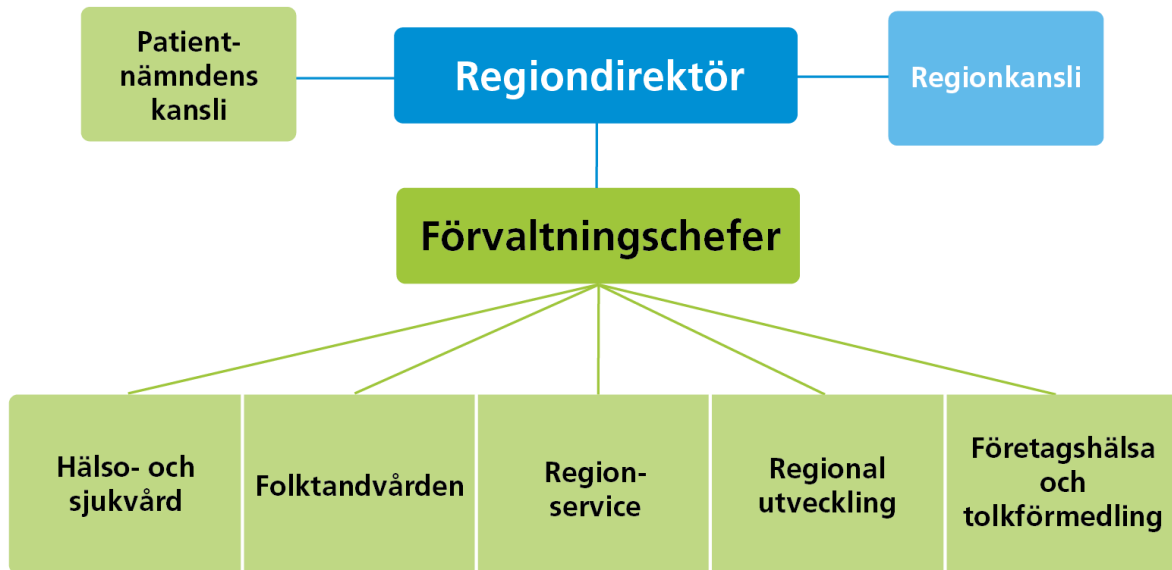 Patient-
nämndens
kansli
Regiondirektör
Regionkansli
Förvaltningschefer
Hälso- och
sjukvård
Folktandvården
Region-
service
Regional
utveckling
Företagshälsa
och
tolkförmedling